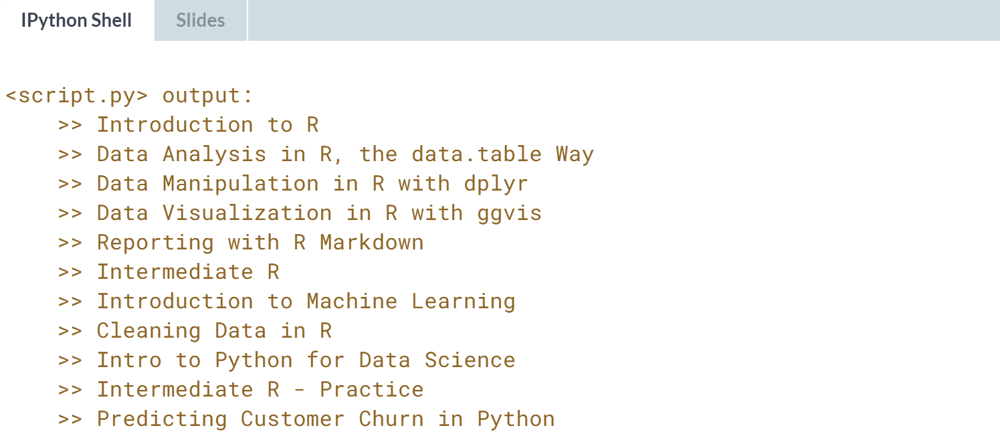 IPython Shell
Slides
<script.py> output:
>> Introduction to R
>> Data Analysis in R, the data.table Way
>> Data Manipulation in R with dplyr
>> Data Visualization in R with ggvis
>> Reporting with R Markdown
>> Intermediate R
>> Introduction to Machine Learning
>> Cleaning Data in R
>> Intro to Python for Data Science
>> Intermediate R - Practice
>> Predicting Customer Churn in Python